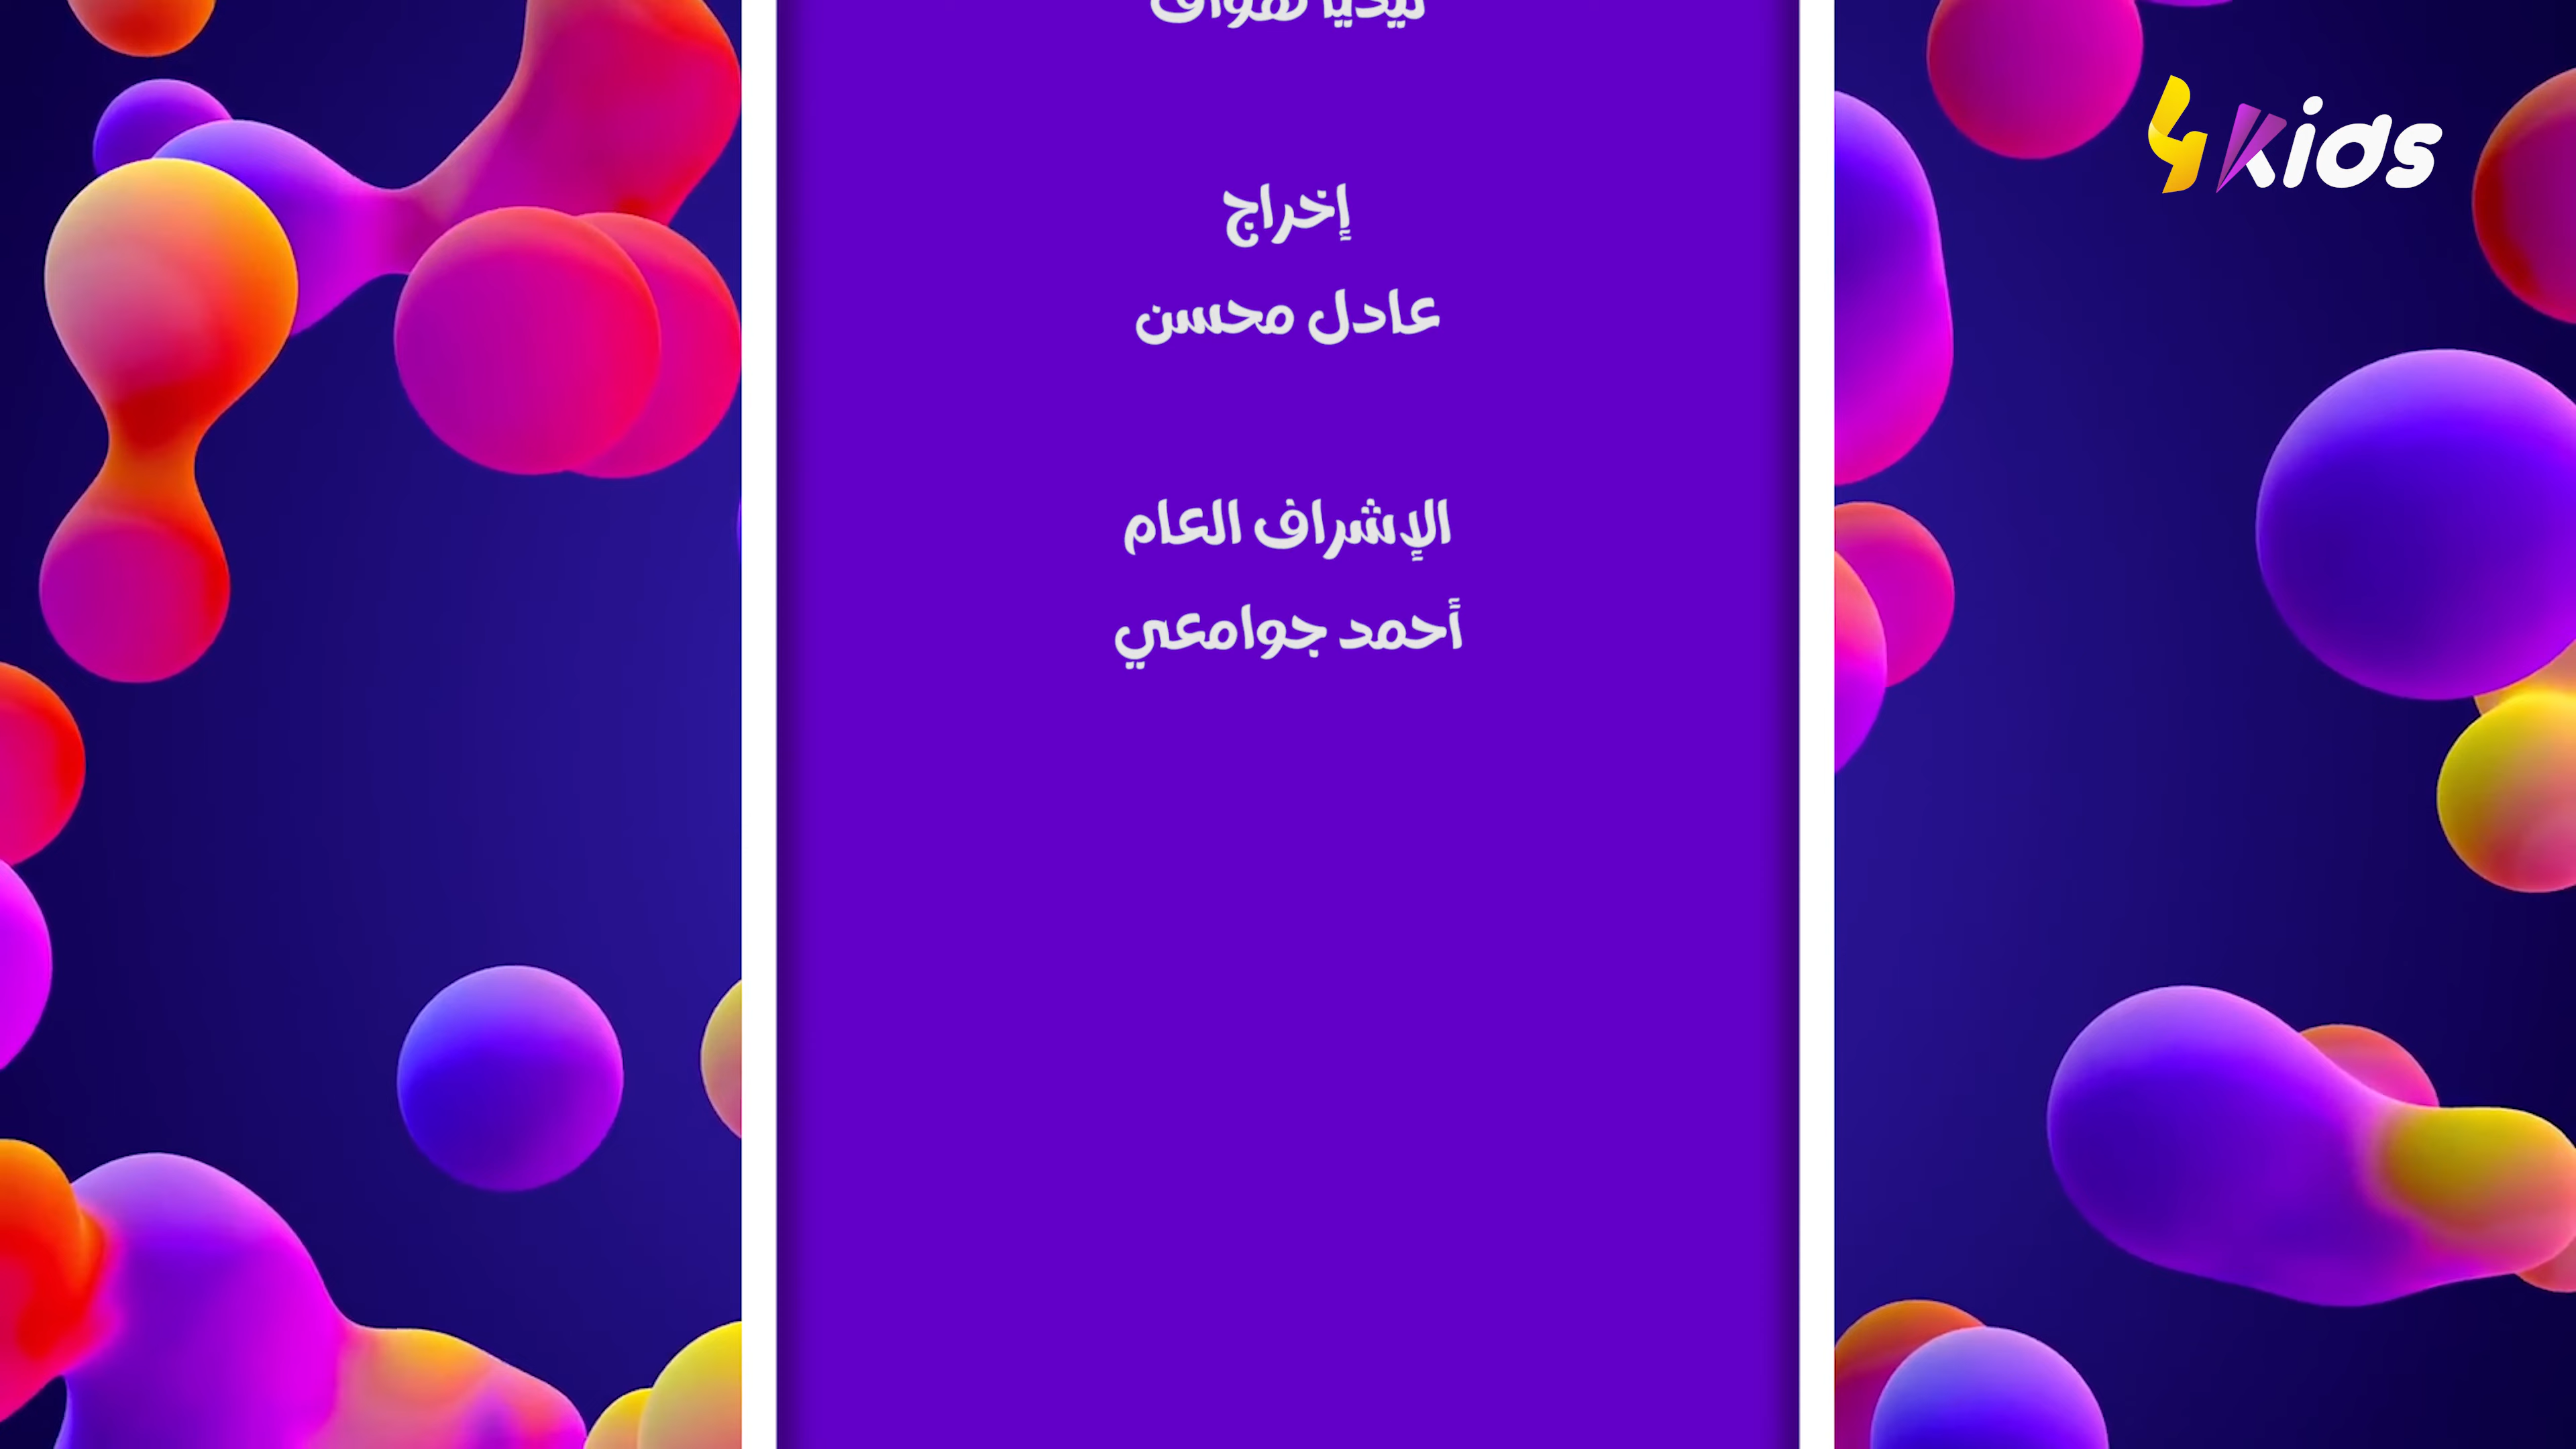 4Kids
إخراج
عادل محسن
الإشراف العام
أحمد جوامعي